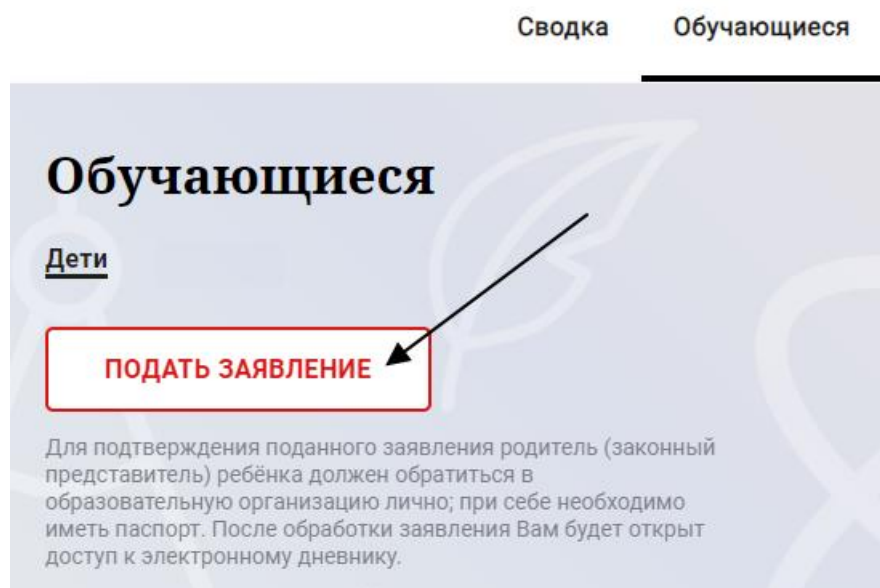 Сводка Обучающиеся
Обучающиеся
Дети
ПОДАТЬ ЗАЯВЛЕНИЕ
Для подтверждения поданного заявления родитель (законный
представитель) ребёнка должен обратиться в
образовательную организацию лично; при себе необходимо
иметь паспорт. После обработки заявления Вам будет открыт
доступ к электронному дневнику.